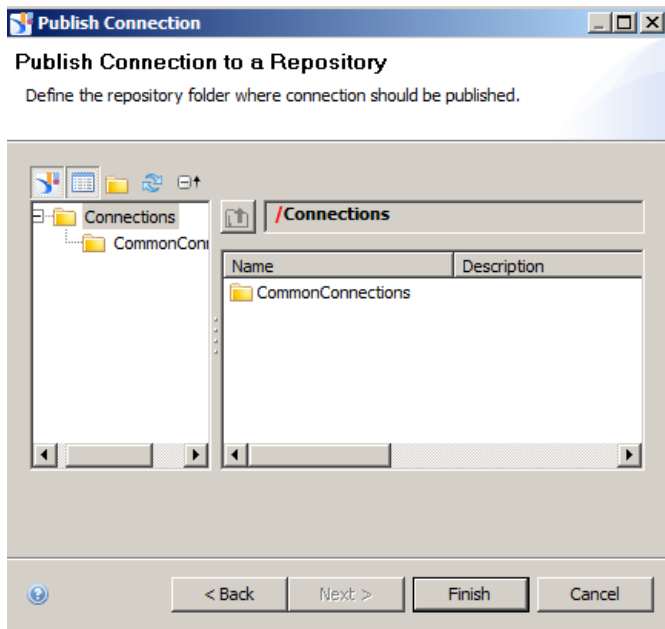 Publish Connection
Publish Connection to a Repository
Define the repository folder where connection should be published.
Connections
/Connections
CommonConn
Name Description
CommonConnections
< Back Next > Finish Cancel